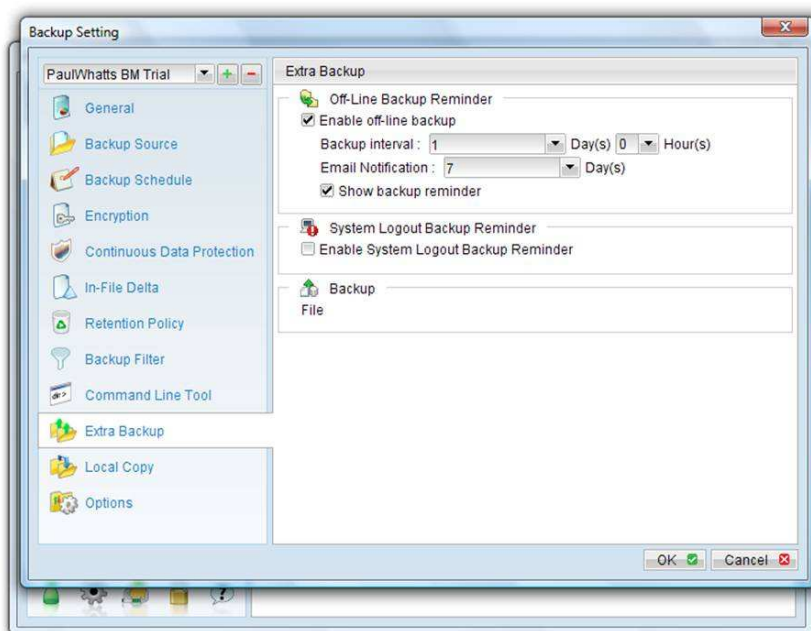 Backup Setting
PaulWhatts BM Trial
General
Backup Source
Backup Schedule
Encryption
Continuous Data Protection
In-File Delta
Retention Policy
Backup Filter
Command Line Tool
Extra Backup
Local Copy
Options
Extra Backup
Off-Line Backup Reminder
Enable off-line backup
Backup interval : 1 Day(s) 0 Hour(s)
Email Notification : 7 Day(s)
Show backup reminder
System Logout Backup Reminder
Enable System Logout Backup Reminder
Backup
File
OK Cancel